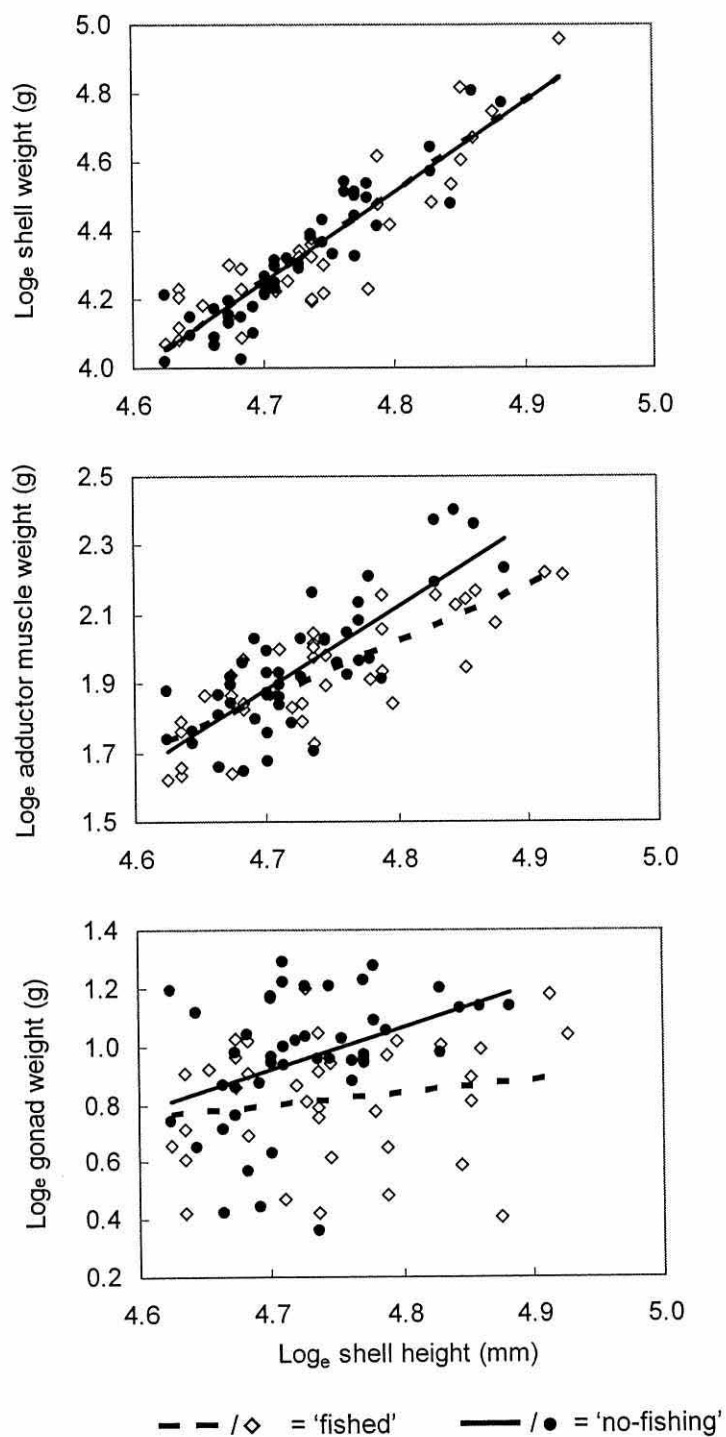 Logₑ shell weight (g)
5.0
4.8
4.6
4.4
4.2
4.0
4.6 4.7 4.8 4.9 5.0
Logₑ adductor muscle weight (g)
2.5
2.3
2.1
1.9
1.7
1.5
4.6 4.7 4.8 4.9 5.0
Logₑ gonad weight (g)
1.4
1.2
1.0
0.8
0.6
0.4
0.2
4.6 4.7 4.8 4.9 5.0
Logₑ shell height (mm)
/ = 'fished' / = 'no-fishing'